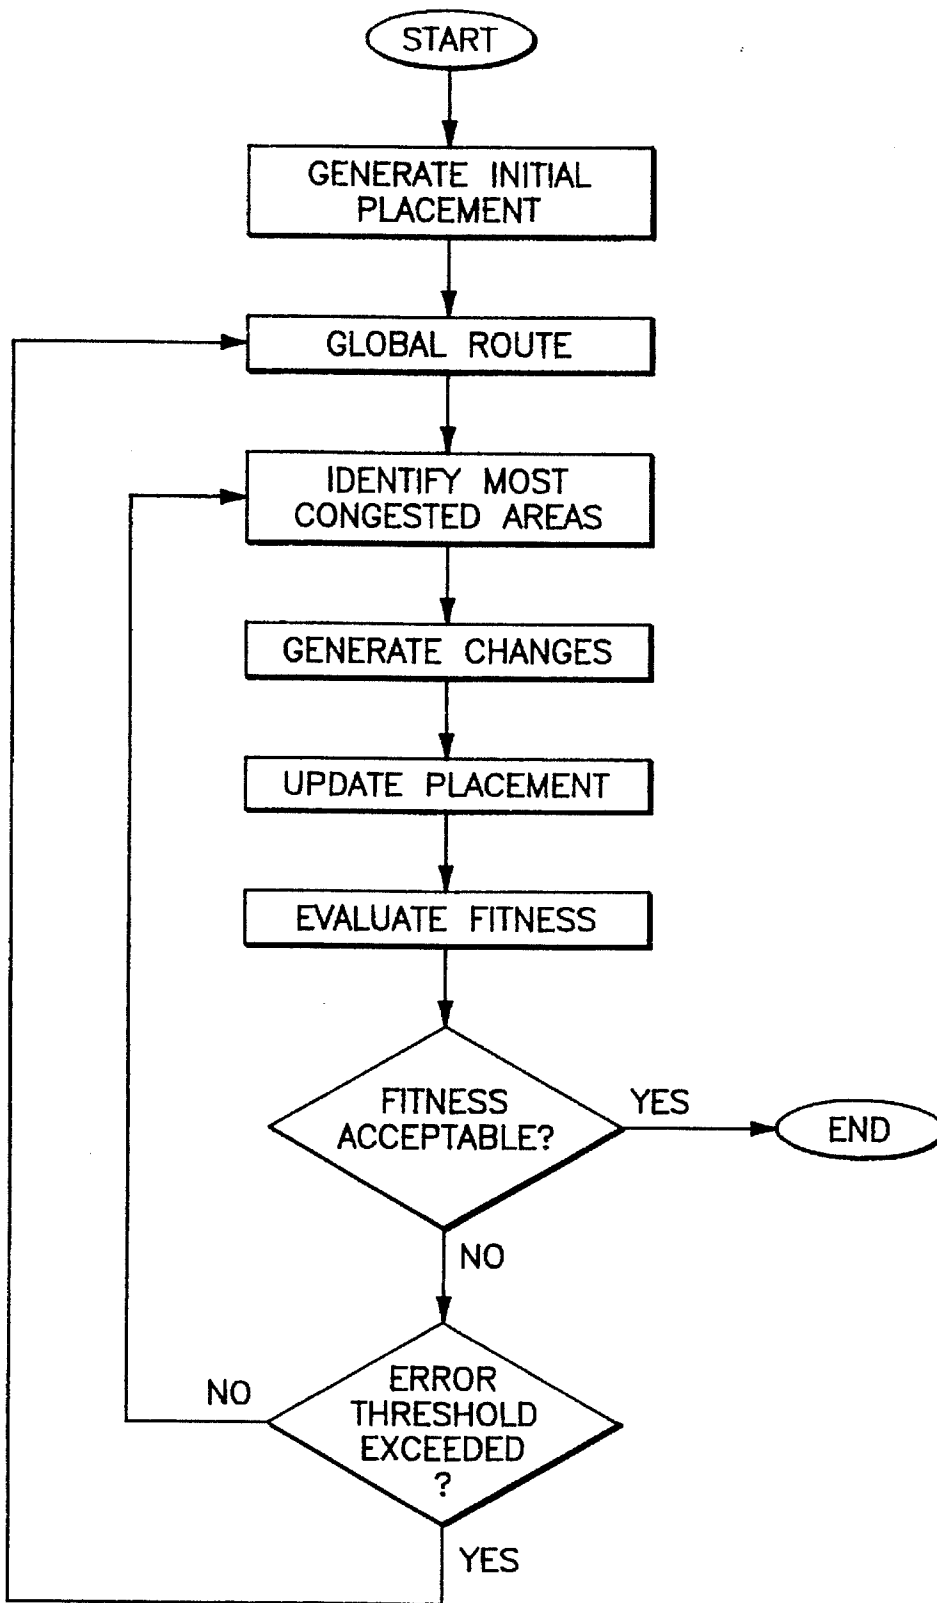 START
GENERATE INITIAL
PLACEMENT
GLOBAL ROUTE
IDENTIFY MOST
CONGESTED AREAS
GENERATE CHANGES
UPDATE PLACEMENT
EVALUATE FITNESS
FITNESS
ACCEPTABLE?
YES
END
NO
ERROR
THRESHOLD
EXCEEDED
?
NO
YES